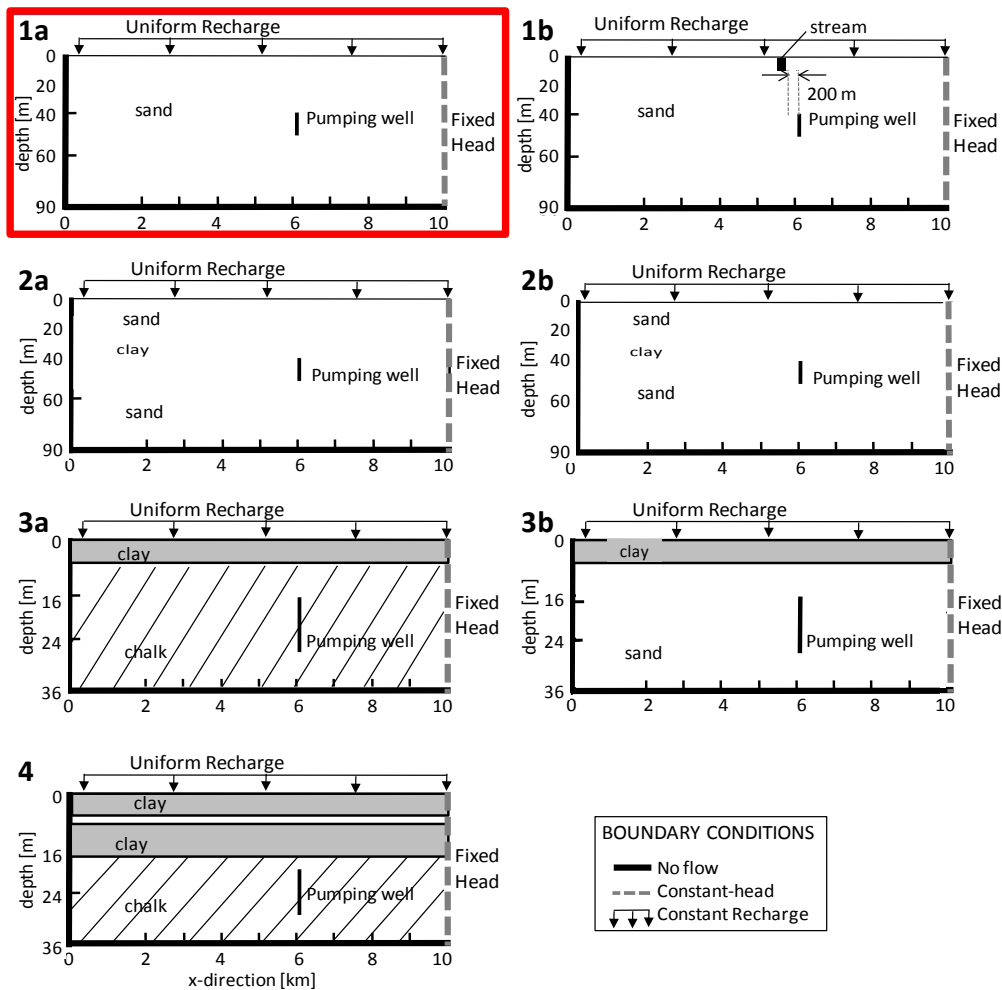 1a
Uniform Recharge
0
20
40
60
90
depth [m]
sand
Pumping well
Fixed
Head
0 2 4 6 8 10
1b
Uniform Recharge
stream
200 m
0
20
40
60
90
depth [m]
sand
Pumping well
Fixed
Head
0 2 4 6 8 10
2a
Uniform Recharge
0
20
40
60
90
depth [m]
sand
clay
sand
Pumping well
Fixed
Head
0 2 4 6 8 10
2b
Uniform Recharge
0
20
40
60
90
depth [m]
sand
clay
sand
Pumping well
Fixed
Head
0 2 4 6 8 10
3a
Uniform Recharge
0
16
24
36
depth [m]
clay
chalk
Pumping well
Fixed
Head
0 2 4 6 8 10
3b
Uniform Recharge
0
16
24
36
depth [m]
clay
sand
Pumping well
Fixed
Head
0 2 4 6 8 10
4
Uniform Recharge
0
16
24
36
depth [m]
clay
clay
chalk
Pumping well
Fixed
Head
0 2 4 6 8 10
x-direction [km]
BOUNDARY CONDITIONS
No flow
Constant-head
Constant Recharge